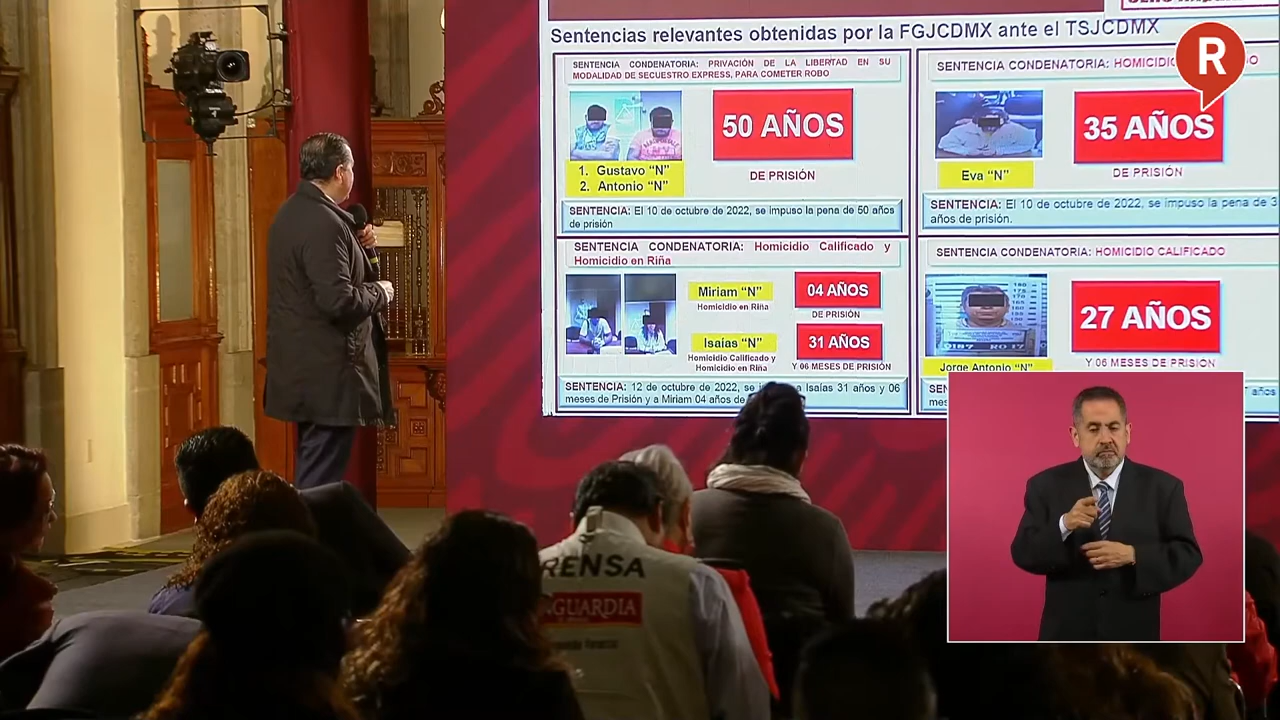 Sentencias relevantes obtenidas por la FGJCDMX ante el TSJCDMX
R
SENTENCIA CONDENATORIA: PRIVACIÓN DE LA LIBERTAD EN SU
MODALIDAD DE SECUESTRO EXPRESS, PARA COMETER ROBO
50 AÑOS
DE PRISIÓN
1. Gustavo "N"
2. Antonio "N"
SENTENCIA: El 10 de octubre de 2022, se impuso la pena de 50 años
de prisión
SENTENCIA CONDENATORIA: HOMICIDIO
35 AÑOS
DE PRISIÓN
Eva "N"
SENTENCIA: El 10 de octubre de 2022, se impuso la pena de 3
años de prisión.
SENTENCIA CONDENATORIA: Homicidio Calificado y
Homicidio en Riña
Miriam "N"
Homicidio en Riña
04 AÑOS
DE PRISIÓN
Isaías "N"
Homicidio Calificado y
Homicidio en Riña
31 AÑOS
Y 06 MESES DE PRISIÓN
SENTENCIA: 12 de octubre de 2022, se a Isaías 31 años y 06
meses de Prisión y a Miriam 04 años de
SENTENCIA CONDENATORIA: HOMICIDIO CALIFICADO
27 AÑOS
Y 06 MESES DE PRISIÓN
Jorge Antonio "N"
años
RENSA
GUARDIA